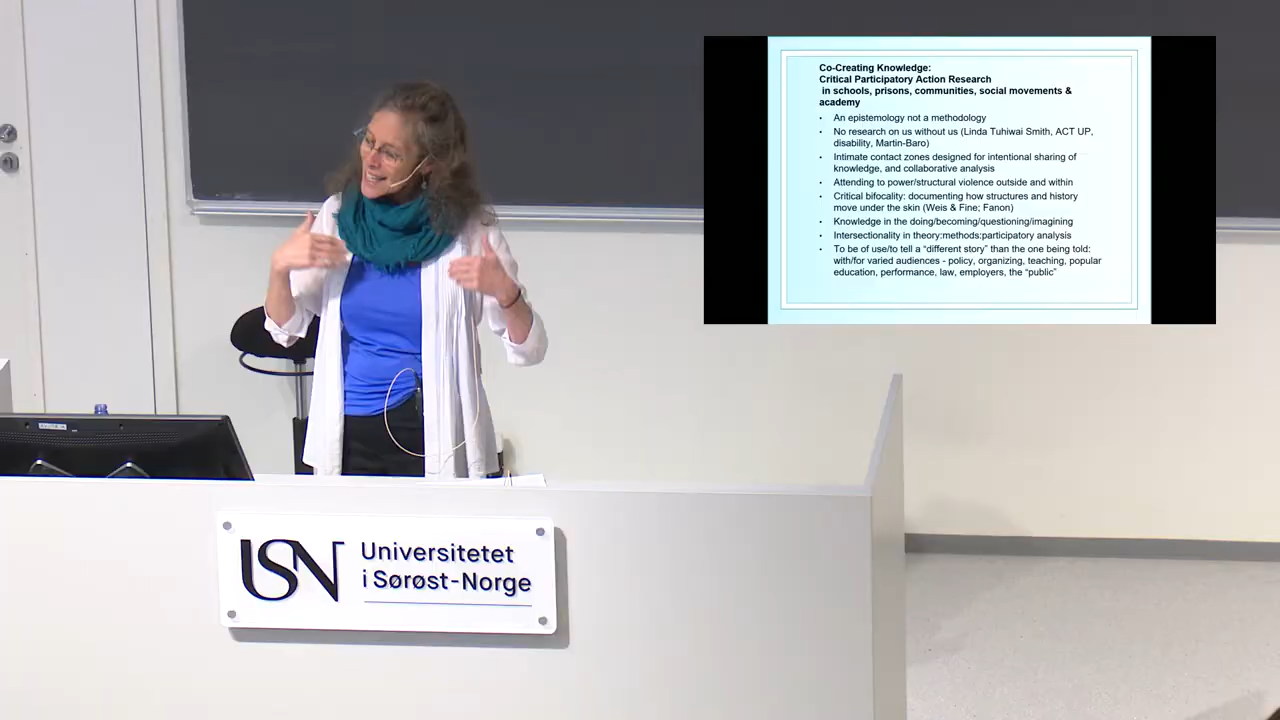 Co-Creating Knowledge:
Critical Participatory Action Research
in schools, prisons, communities, social movements &
academy
• An epistemology not a methodology
• No research on us without us (Linda Tuhiwai Smith, ACT UP,
disability, Martin-Baro)
• Intimate contact zones designed for intentional sharing of
knowledge, and collaborative analysis
• Attending to power/structural violence outside and within
• Critical bifocality: documenting how structures and history
move under the skin (Weis & Fine; Fanon)
• Knowledge in the doing/becoming/questioning/imagining
• Intersectionality in theory:methods:participatory analysis
• To be of use/to tell a “different story” than the one being told;
with/for varied audiences - policy, organizing, teaching, popular
education, performance, law, employers, the “public”
USN
Universitetet
i Sørøst-Norge